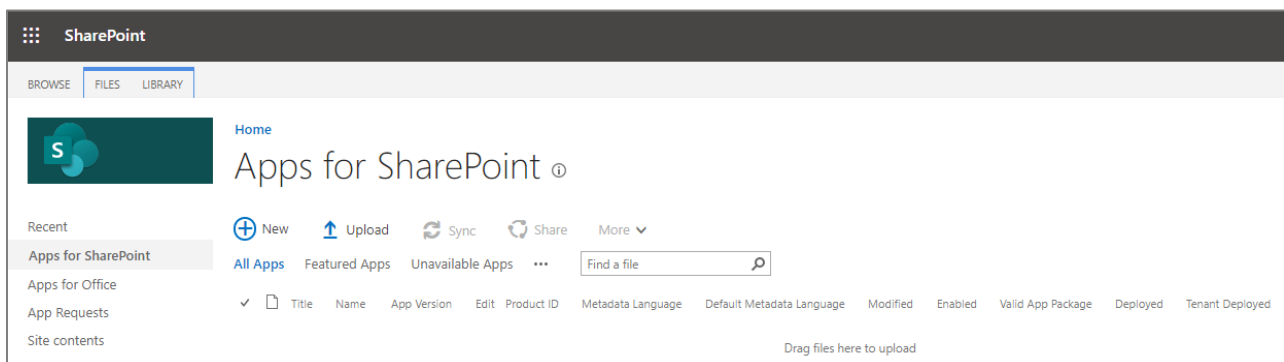 SharePoint
BROWSE FILES LIBRARY
S
Home
Apps for SharePoint
Recent
Apps for SharePoint
Apps for Office
App Requests
Site contents
New Upload Sync Share More
All Apps Featured Apps Unavailable Apps ••• Find a file
Title Name App Version Edit Product ID Metadata Language Default Metadata Language Modified Enabled Valid App Package Deployed Tenant Deployed
Drag files here to upload